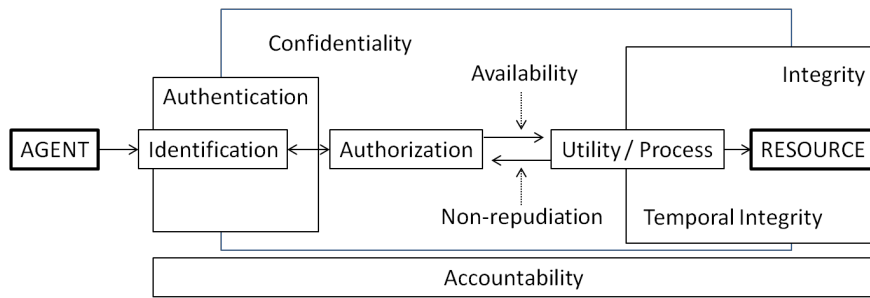 Confidentiality
Availability
Integrity
Authentication
AGENT
Identification
Authorization
Utility / Process
RESOURCE
Non-repudiation
Temporal Integrity
Accountability